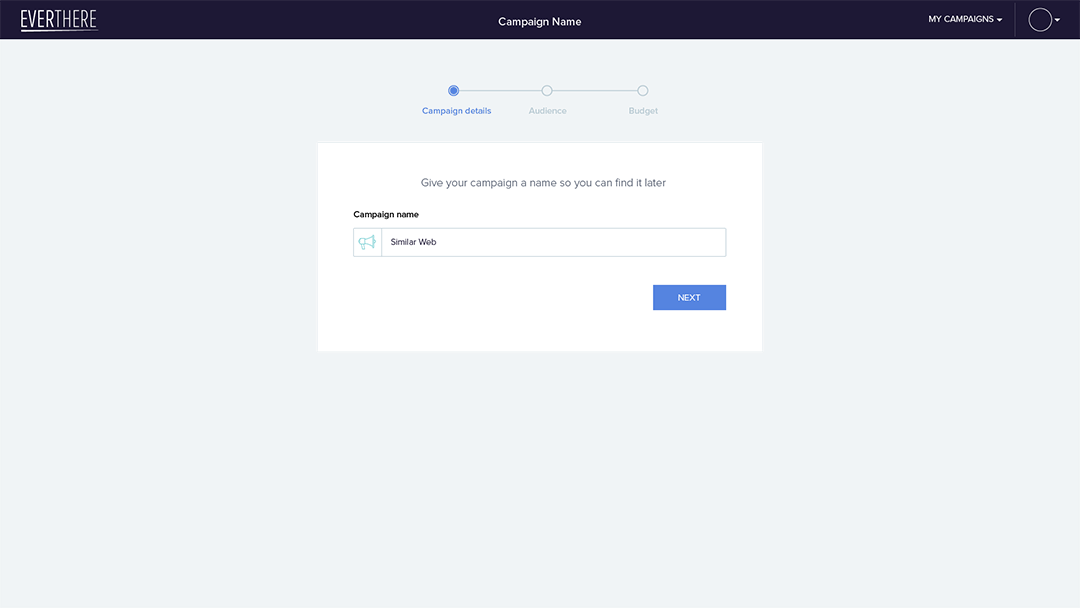 EVERTHERE
Campaign Name
MY CAMPAIGNS
Campaign details
Audience
Budget
Give your campaign a name so you can find it later
Campaign name
Similar Web
NEXT